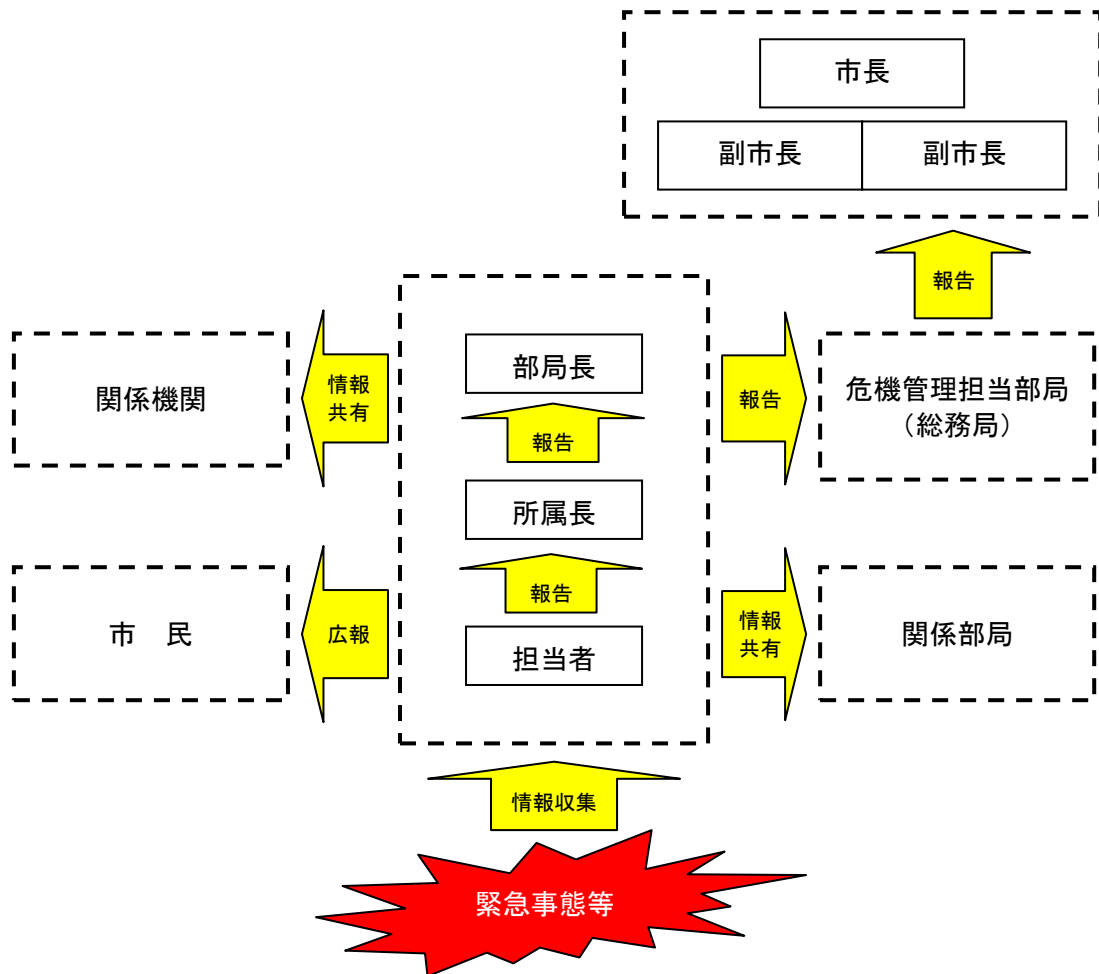 市長
副市長
副市長
報告
関係機関
情報
共有
部局長
報告
危機管理担当部局
（総務局）
報告
所属長
報告
市　民
広報
担当者
情報
共有
関係部局
情報収集
緊急事態等